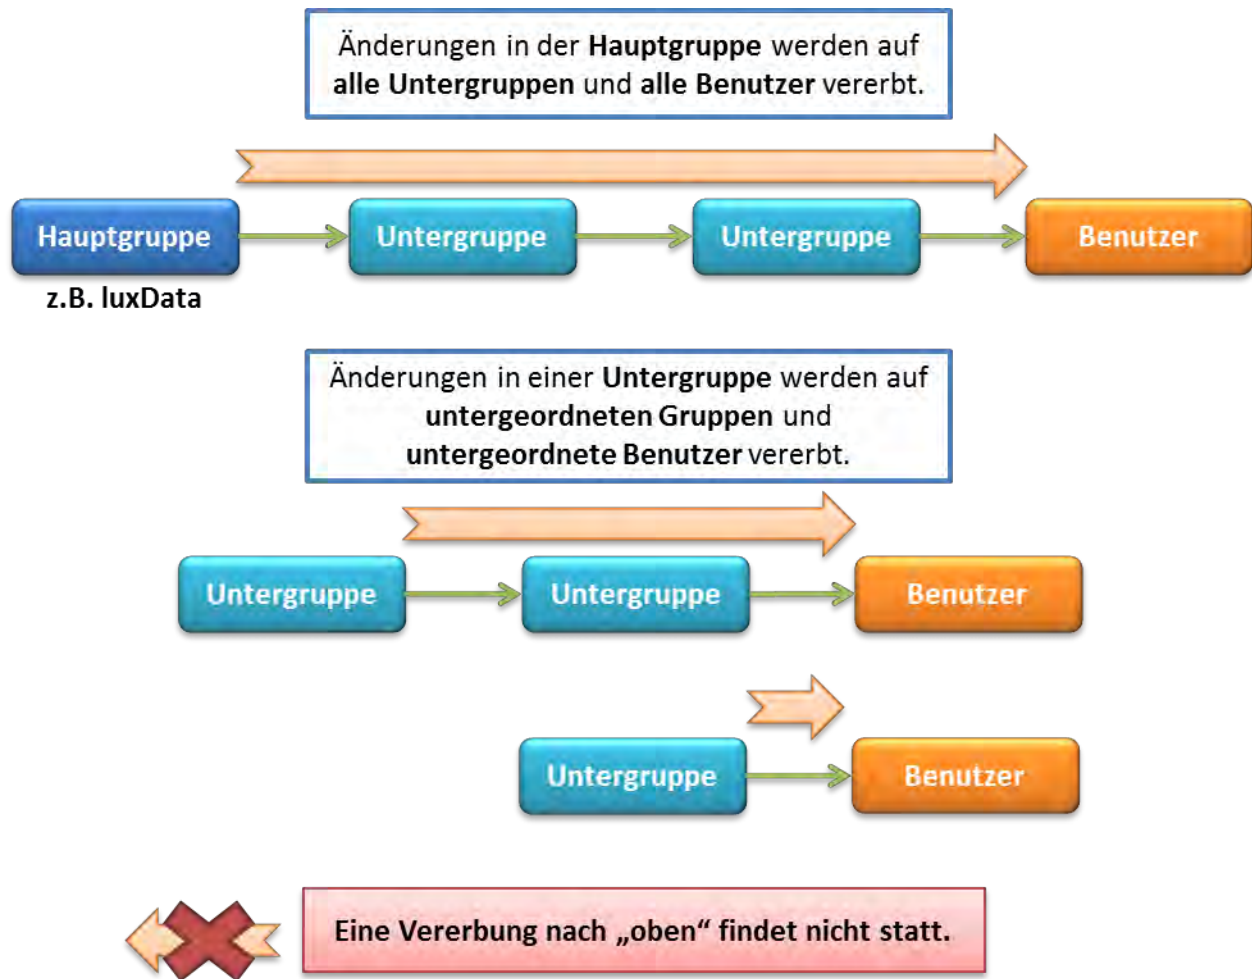 Änderungen in der Hauptgruppe werden auf
alle Untergruppen und alle Benutzer vererbt.
Hauptgruppe
Untergruppe
Untergruppe
Benutzer
z.B. luxData
Änderungen in einer Untergruppe werden auf
untergeordneten Gruppen und
untergeordnete Benutzer vererbt.
Untergruppe
Untergruppe
Benutzer
Untergruppe
Benutzer
Eine Vererbung nach „oben“ findet nicht statt.